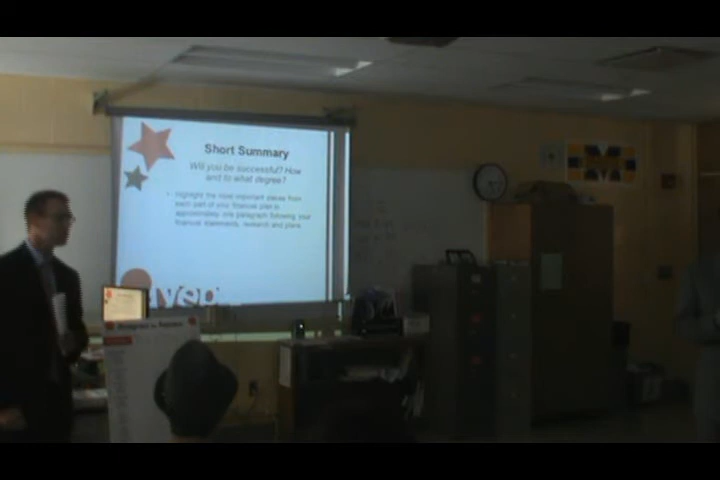 Short Summary
Will you be successful? How
and to what degree?
• Highlight the most important pieces from
each part of your financial plan in
approximately one paragraph following your
financial statements, research and plans.